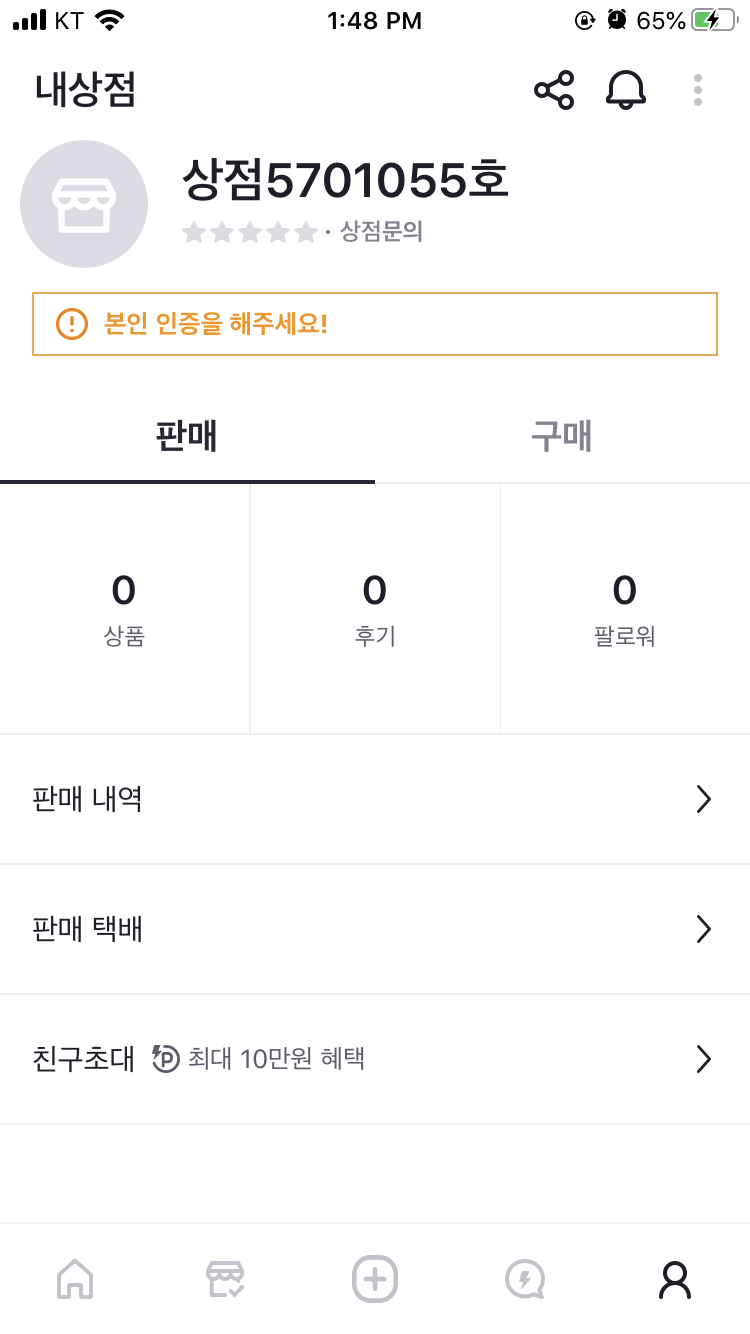 KT 1:48 PM 65%
내상점
상점5701055호
· 상점문의
본인 인증을 해주세요!
판매 구매
0 0 0
상품 후기 팔로워
판매 내역
판매 택배
친구초대 P 최대 10만원 혜택